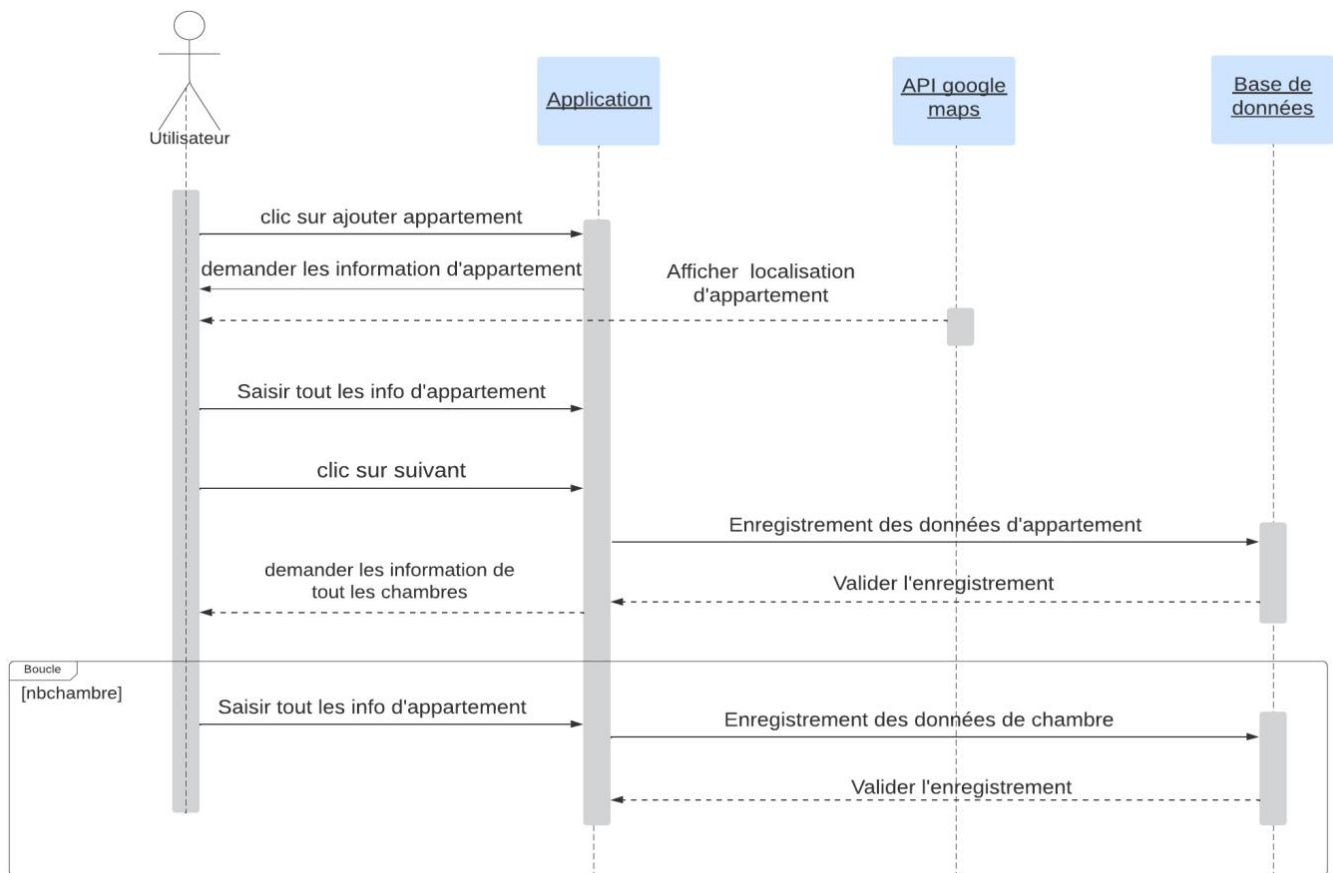 Utilisateur
Application
API google
maps
Base de
données
clic sur ajouter appartement
demander les information d'appartement
Afficher localisation
d'appartement
Saisir tout les info d'appartement
clic sur suivant
Enregistrement des données d'appartement
demander les information de
tout les chambres
Valider l'enregistrement
Boucle
[nbchambre]
Saisir tout les info d'appartement
Enregistrement des données de chambre
Valider l'enregistrement